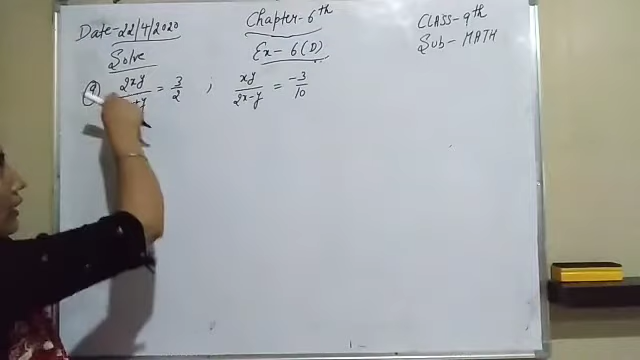 Date-22/4/2020
Chapter-6th
CLASS-9th
Sub-MATH
Ex-6(D)
Solve
9 2xy/+y = 3/2 ; xy/2x-y = -3/10